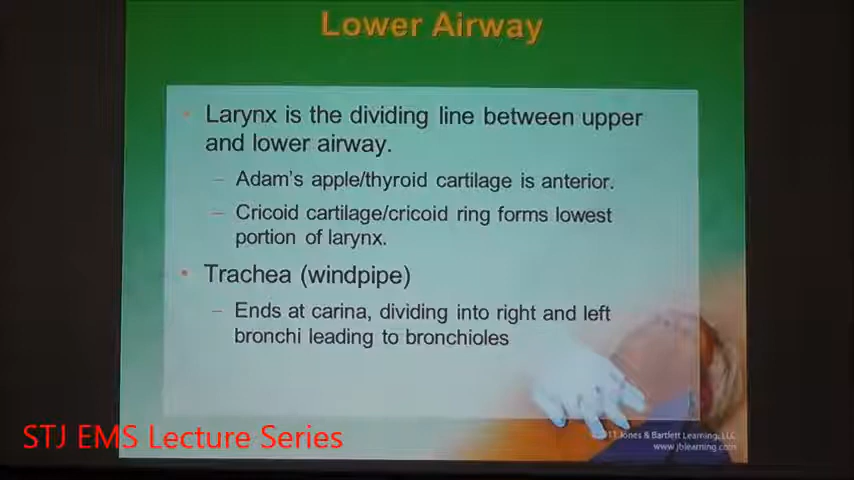 Lower Airway
Larynx is the dividing line between upper
and lower airway.
– Adam's apple/thyroid cartilage is anterior.
– Cricoid cartilage/cricoid ring forms lowest
portion of larynx.
Trachea (windpipe)
– Ends at carina, dividing into right and left
bronchi leading to bronchioles
STJ EMS Lecture Series
Jones & Bartlett Learning, LLC
www.jblearning.com